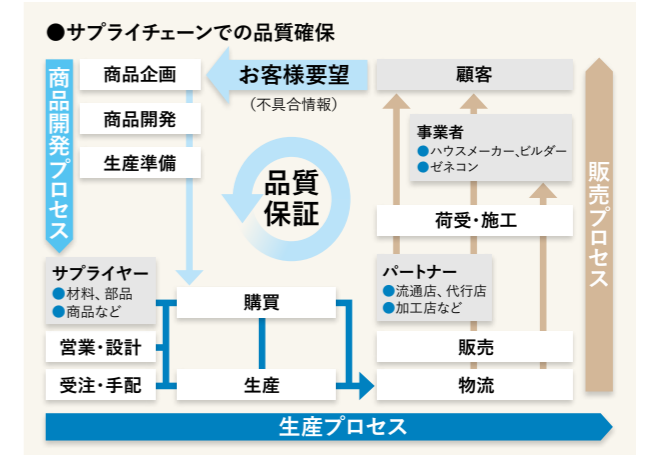 ●サプライチェーンでの品質確保
商品開発プロセス
商品企画
商品開発
生産準備
お客様要望
（不具合情報）
顧客
事業者
●ハウスメーカー、ビルダー
●ゼネコン
品質
保証
荷受・施工
販売プロセス
サプライヤー
●材料、部品
●商品など
パートナー
●流通店、代行店
●加工店など
購買
営業・設計
販売
受注・手配
生産
物流
生産プロセス